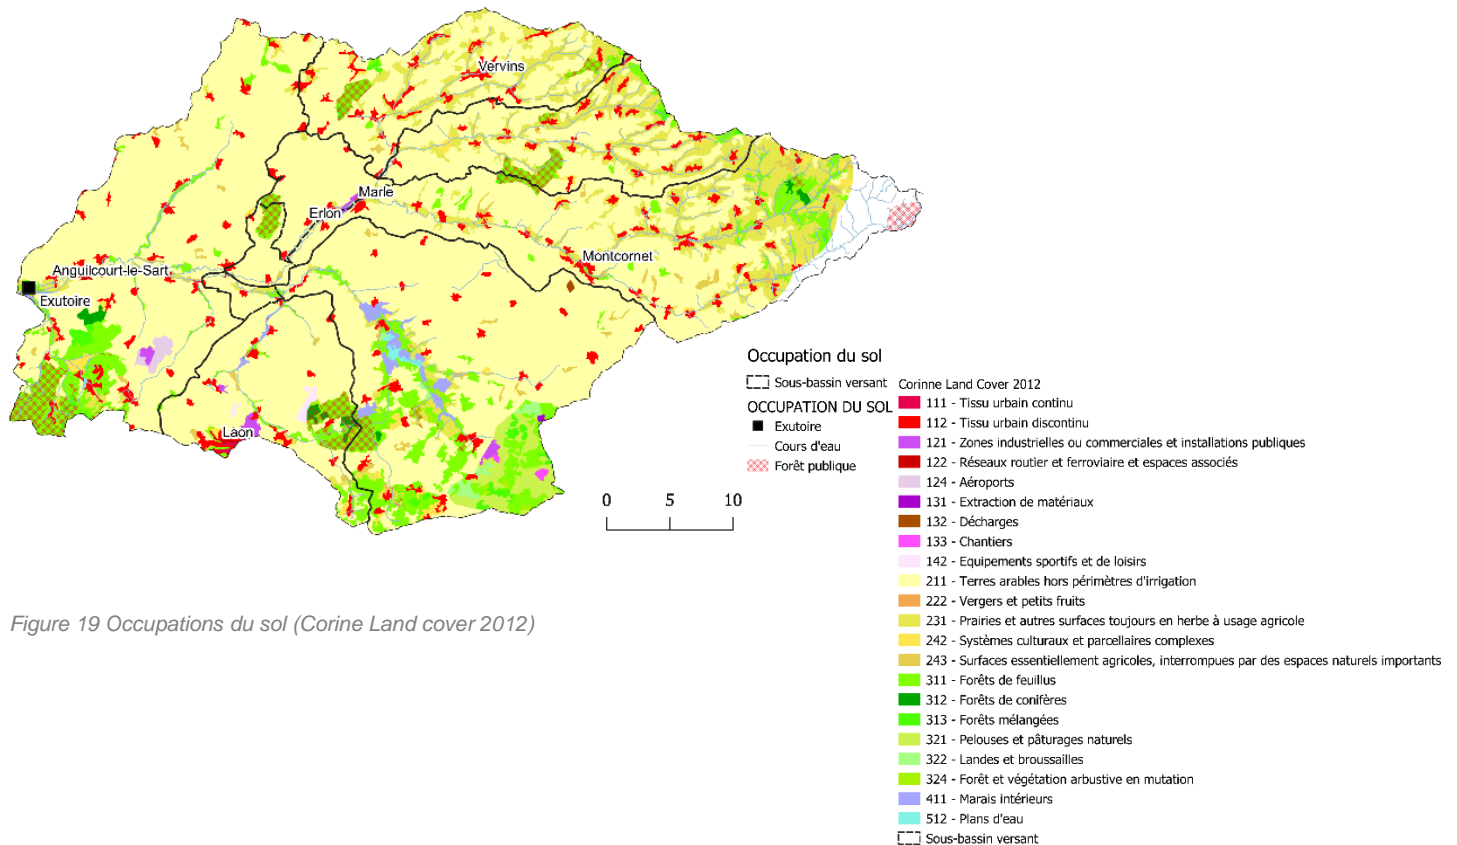 Vervins
Marle
Erlon
Montcornet
Anguilcourt-le-Sart
Exutoire
Laon
0 5 10
Occupation du sol
Sous-bassin versant
OCCUPATION DU SOL
Exutoire
Cours d'eau
Forêt publique
Corinne Land Cover 2012
111 - Tissu urbain continu
112 - Tissu urbain discontinu
121 - Zones industrielles ou commerciales et installations publiques
122 - Réseaux routier et ferroviaire et espaces associés
124 - Aéroports
131 - Extraction de matériaux
132 - Décharges
133 - Chantiers
142 - Equipements sportifs et de loisirs
211 - Terres arables hors périmètres d'irrigation
222 - Vergers et petits fruits
231 - Prairies et autres surfaces toujours en herbe à usage agricole
242 - Systèmes culturaux et parcellaires complexes
243 - Surfaces essentiellement agricoles, interrompues par des espaces naturels importants
311 - Forêts de feuillus
312 - Forêts de conifères
313 - Forêts mélangées
321 - Pelouses et pâturages naturels
322 - Landes et broussailles
324 - Forêt et végétation arbustive en mutation
411 - Marais intérieurs
512 - Plans d'eau
Sous-bassin versant
Figure 19 Occupations du sol (Corine Land cover 2012)